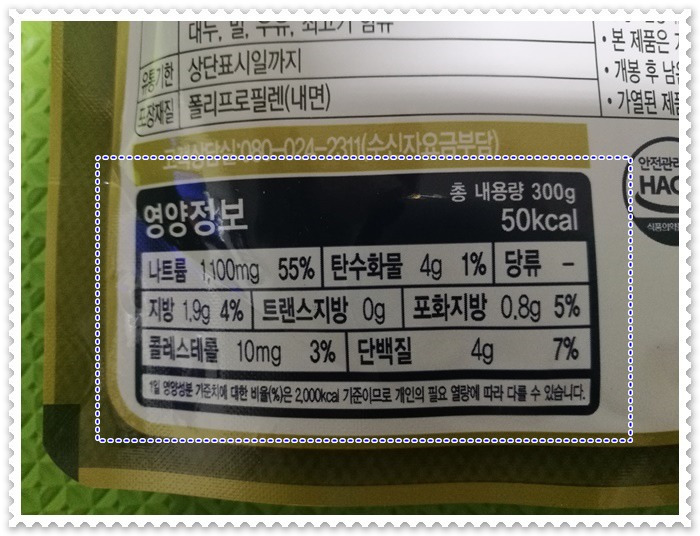 대두, 밀, 우유, 쇠고기 함유
유통기한 상단표시일까지
포장재질 폴리프로필렌(내면)
고객상담실:080-024-2311(수신자요금부담)
• 본 제품은
• 개봉 후 남은
• 가열된 제품
안전관리
HAC
식품의약
영양정보
총 내용량 300g
50kcal
나트륨 1,100mg 55% 탄수화물 4g 1% 당류 -
지방 1.9g 4% 트랜스지방 0g 포화지방 0.8g 5%
콜레스테롤 10mg 3% 단백질 4g 7%
1일 영양성분 기준치에 대한 비율(%)은 2,000kcal 기준이므로 개인의 필요 열량에 따라 다를 수 있습니다.